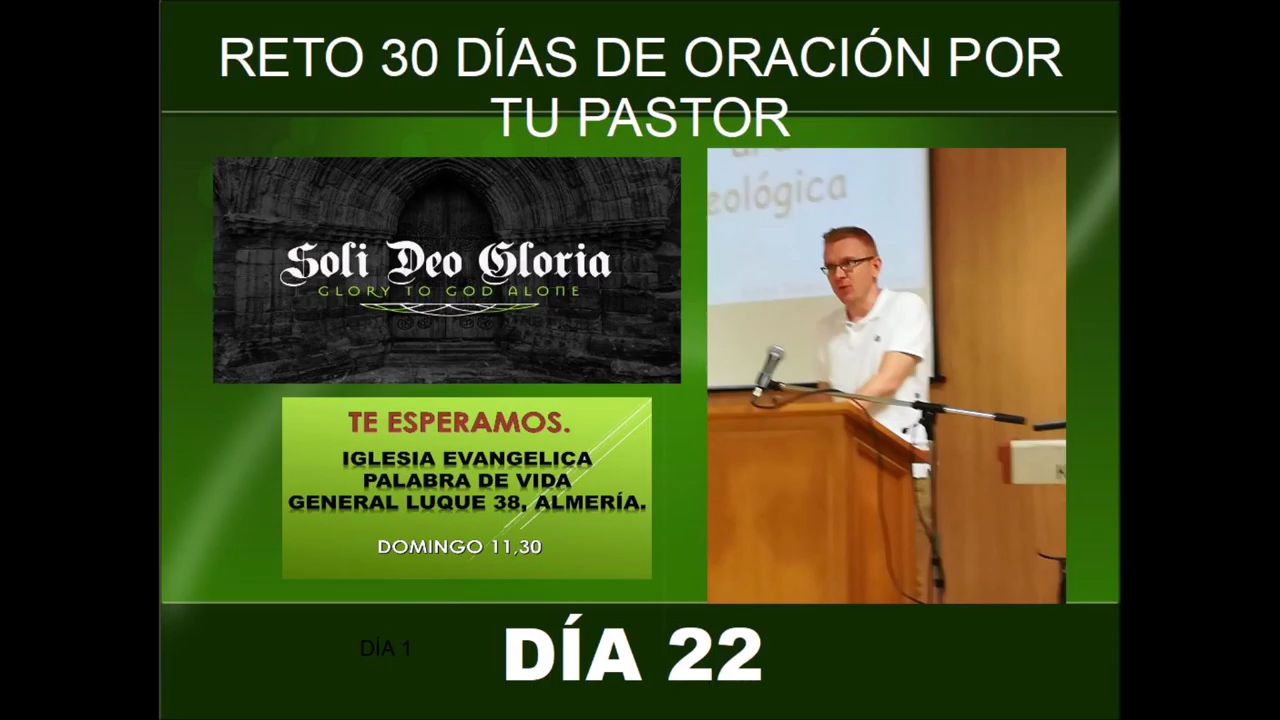 RETO 30 DÍAS DE ORACIÓN POR
TU PASTOR
Soli Deo Gloria
GLORY TO GOD ALONE
eológica
TE ESPERAMOS.
IGLESIA EVANGELICA
PALABRA DE VIDA
GENERAL LUQUE 38, ALMERÍA.
DOMINGO 11,30
DÍA 1
DÍA 22